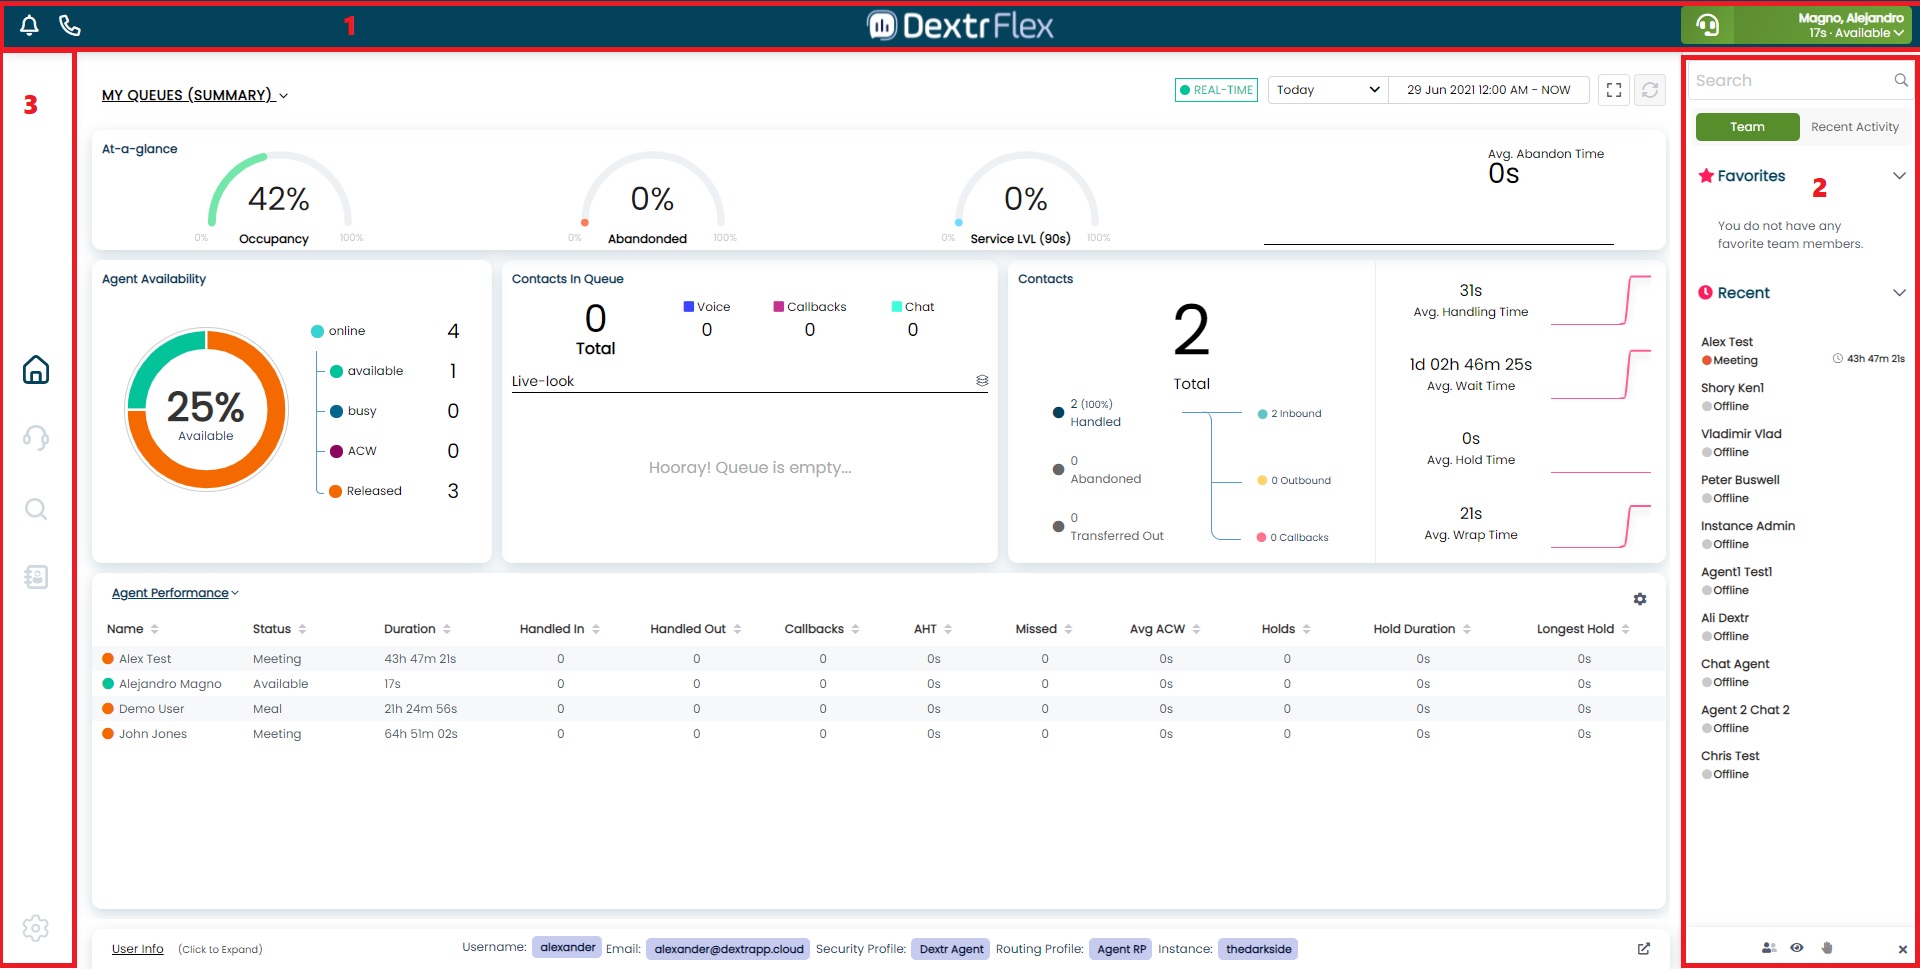 1
DextrFlex
Magno, Alejandro
17s · Available
3
MY QUEUES (SUMMARY)
REAL-TIME
Today
29 Jun 2021 12:00 AM - NOW
At-a-glance
42%
0%
Occupancy
100%
0%
0%
Abandonded
100%
0%
0%
Service LVL (90s)
100%
Avg. Abandon Time
0s
Agent Availability
25%
Available
online 4
available 1
busy 0
ACW 0
Released 3
Contacts In Queue
0
Total
Voice
0
Callbacks
0
Chat
0
Live-look
Hooray! Queue is empty...
Contacts
2
Total
2 (100%)
Handled
0
Abandoned
0
Transferred Out
2 Inbound
0 Outbound
0 Callbacks
31s
Avg. Handling Time
1d 02h 46m 25s
Avg. Wait Time
0s
Avg. Hold Time
21s
Avg. Wrap Time
Agent Performance
Name Status Duration Handled In Handled Out Callbacks AHT Missed Avg ACW Holds Hold Duration Longest Hold
Alex Test Meeting 43h 47m 21s 0 0 0 0s 0 0s 0 0s 0s
Alejandro Magno Available 17s 0 0 0 0s 0 0s 0 0s 0s
Demo User Meal 21h 24m 56s 0 0 0 0s 0 0s 0 0s 0s
John Jones Meeting 64h 51m 02s 0 0 0 0s 0 0s 0 0s 0s
User Info (Click to Expand) Username: alexander Email: alexander@dextrapp.cloud Security Profile: Dextr Agent Routing Profile: Agent RP Instance: thedarkside
Search
Team Recent Activity
Favorites
2
You do not have any
favorite team members.
Recent
Alex Test
Meeting 43h 47m 21s
Shory Ken1
Offline
Vladimir Vlad
Offline
Peter Buswell
Offline
Instance Admin
Offline
Agent1 Test1
Offline
Ali Dextr
Offline
Chat Agent
Offline
Agent 2 Chat 2
Offline
Chris Test
Offline